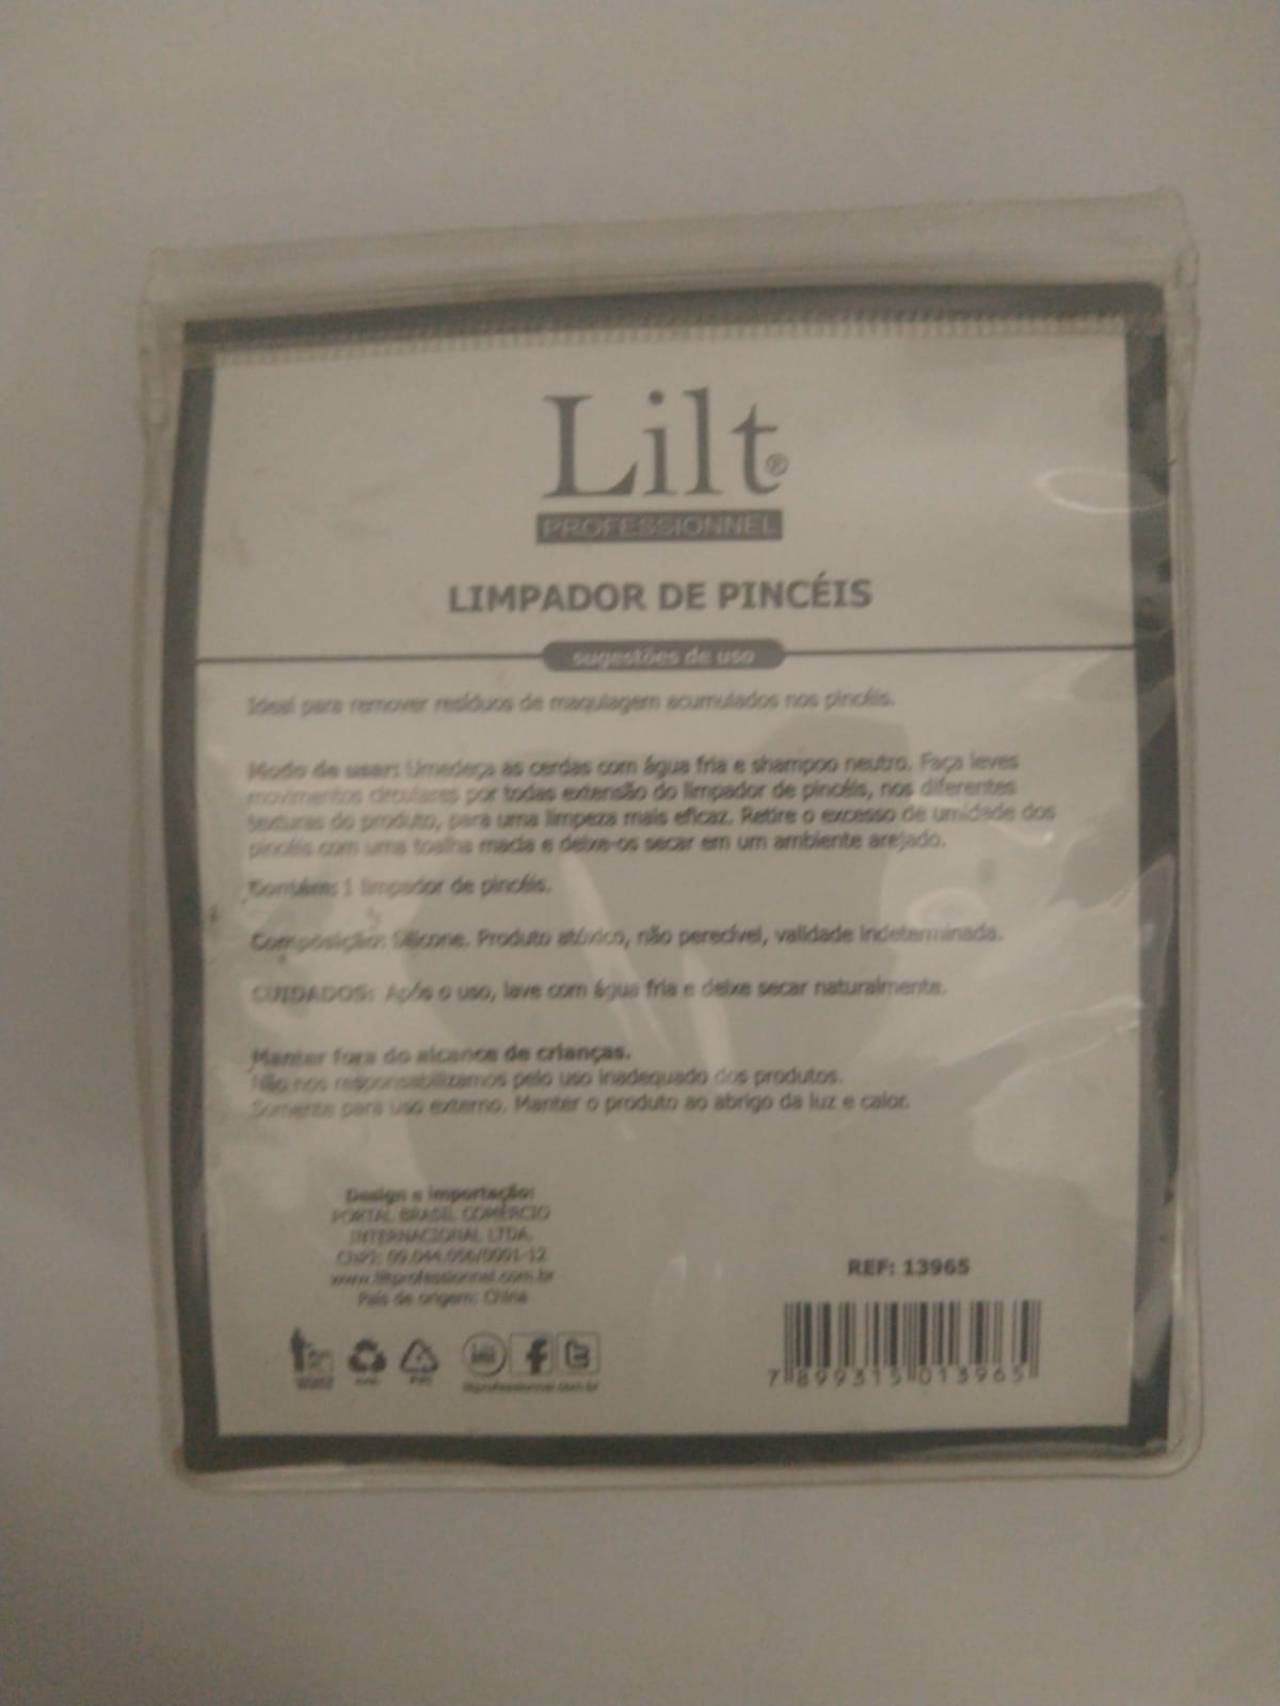 Lilt®
PROFESSIONNEL
LIMPADOR DE PINCÉIS
sugestões de uso
Ideal para remover resíduos de maquiagem acumulados nos pincéis.
Modo de usar: Umedeça as cerdas com água fria e shampoo neutro. Faça leves
movimentos circulares por todas extensão do limpador de pincéis, nos diferentes
texturas do produto, para uma limpeza mais eficaz. Retire o excesso de umidade dos
pincéis com uma toalha macia e deixe-os secar em um ambiente arejado.
Contém: 1 limpador de pincéis.
Composição: Silicone. Produto atóxico, não perecível, validade indeterminada.
CUIDADOS: Após o uso, lave com água fria e deixe secar naturalmente.
Manter fora do alcance de crianças.
Não nos responsabilizamos pelo uso inadequado dos produtos.
Somente para uso externo. Manter o produto ao abrigo da luz e calor.
Design e importação:
PORTAL BRASIL COMÉRCIO
INTERNACIONAL LTDA.
CNPJ: 09.044.056/0001-12
www.liltprofessionnel.com.br
País de origem: China
REF: 13965
7 899315 013965
liltprofessionnel.com.br